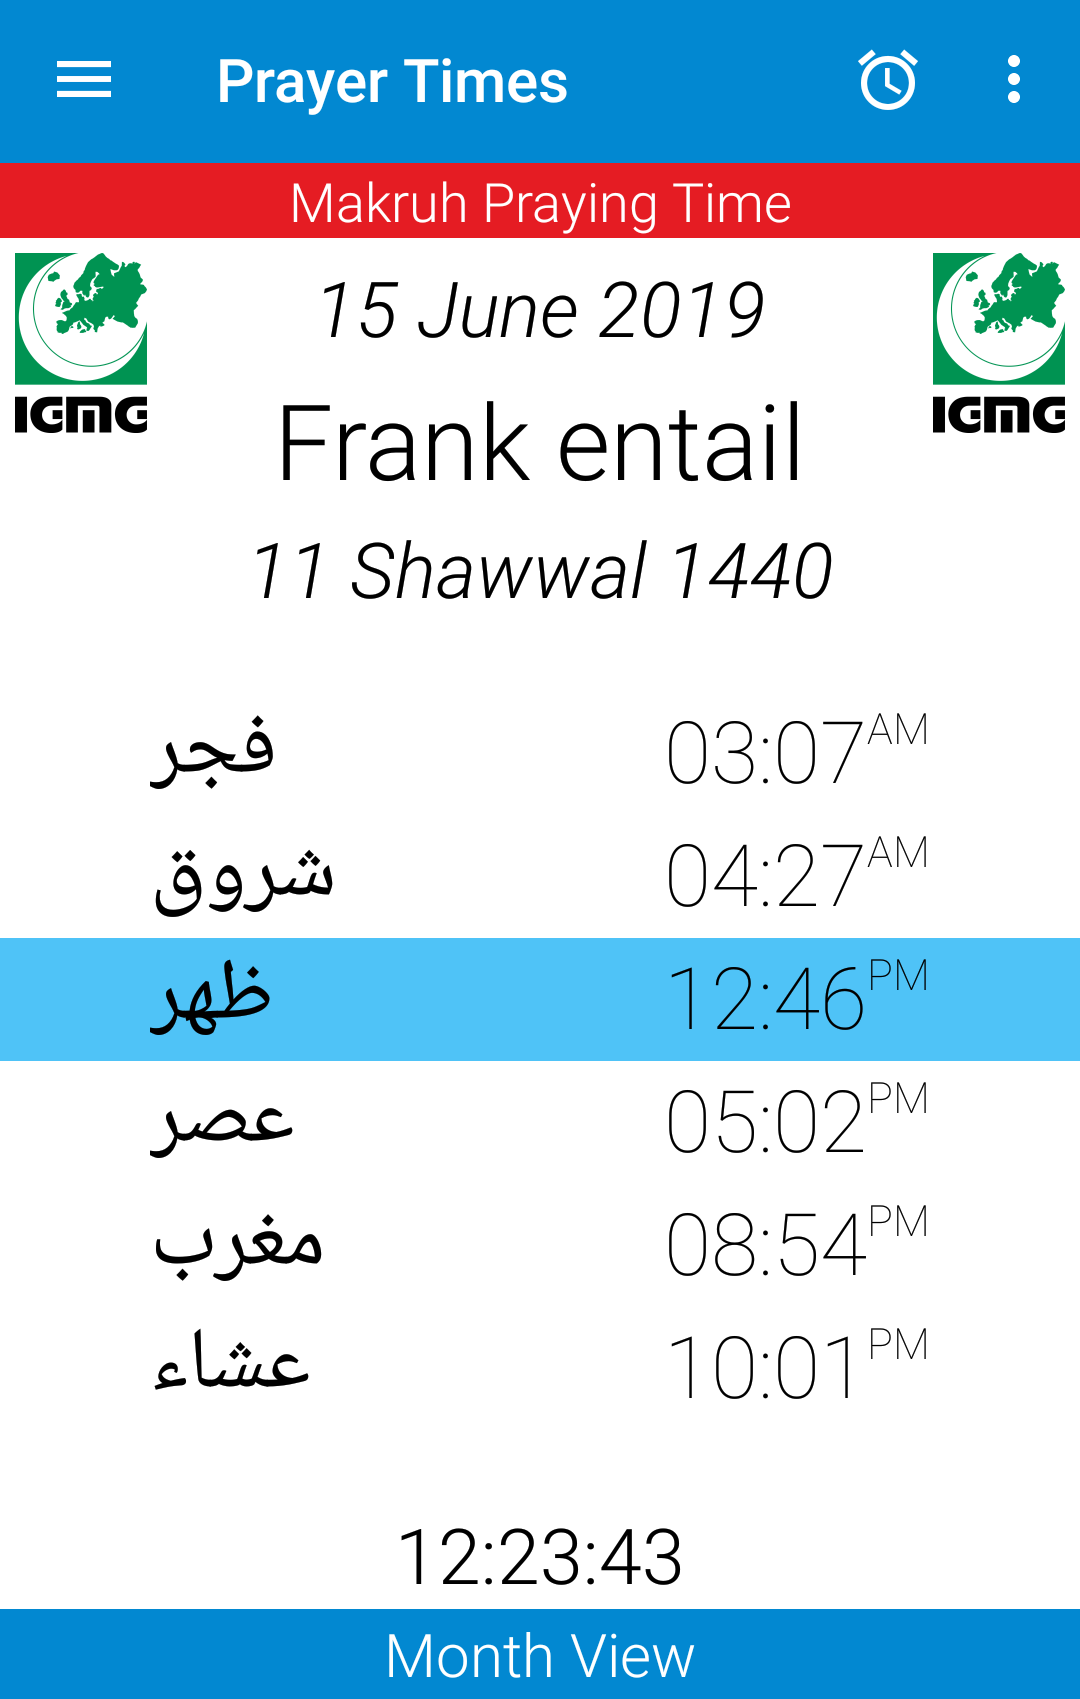 Prayer Times
Makruh Praying Time
15 June 2019
IGMG
IGMG
Frank entail
11 Shawwal 1440
فجر 03:07 AM
شروق 04:27 AM
ظهر 12:46 PM
عصر 05:02 PM
مغرب 08:54 PM
عشاء 10:01 PM
12:23:43
Month View